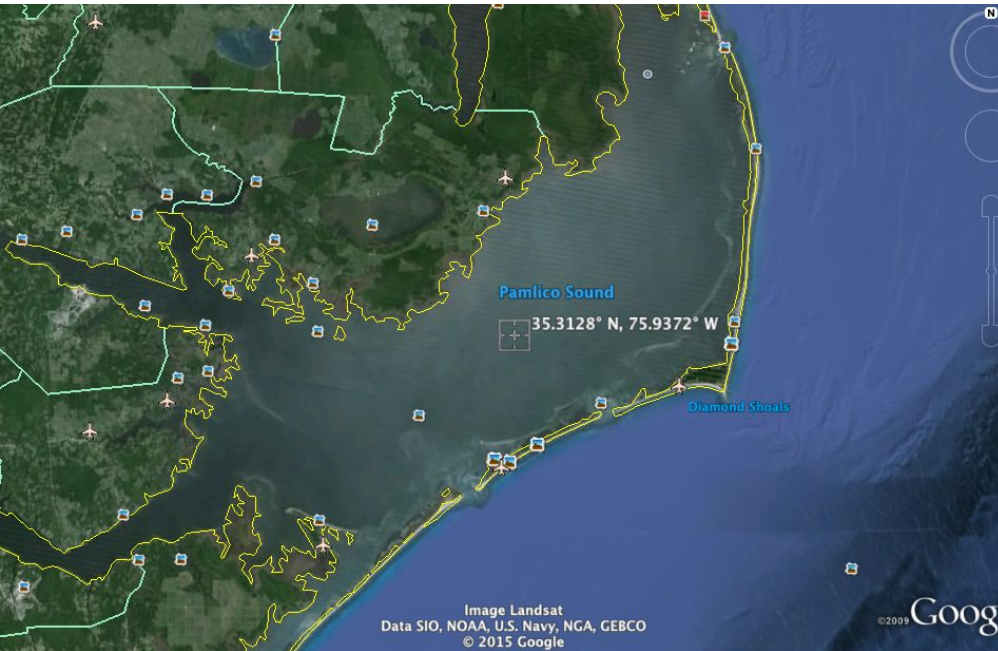 N
Pamlico Sound
35.3128° N, 75.9372° W
Diamond Shoals
Image Landsat
Data SIO, NOAA, U.S. Navy, NGA, GEBCO
© 2015 Google
©2009 Goog